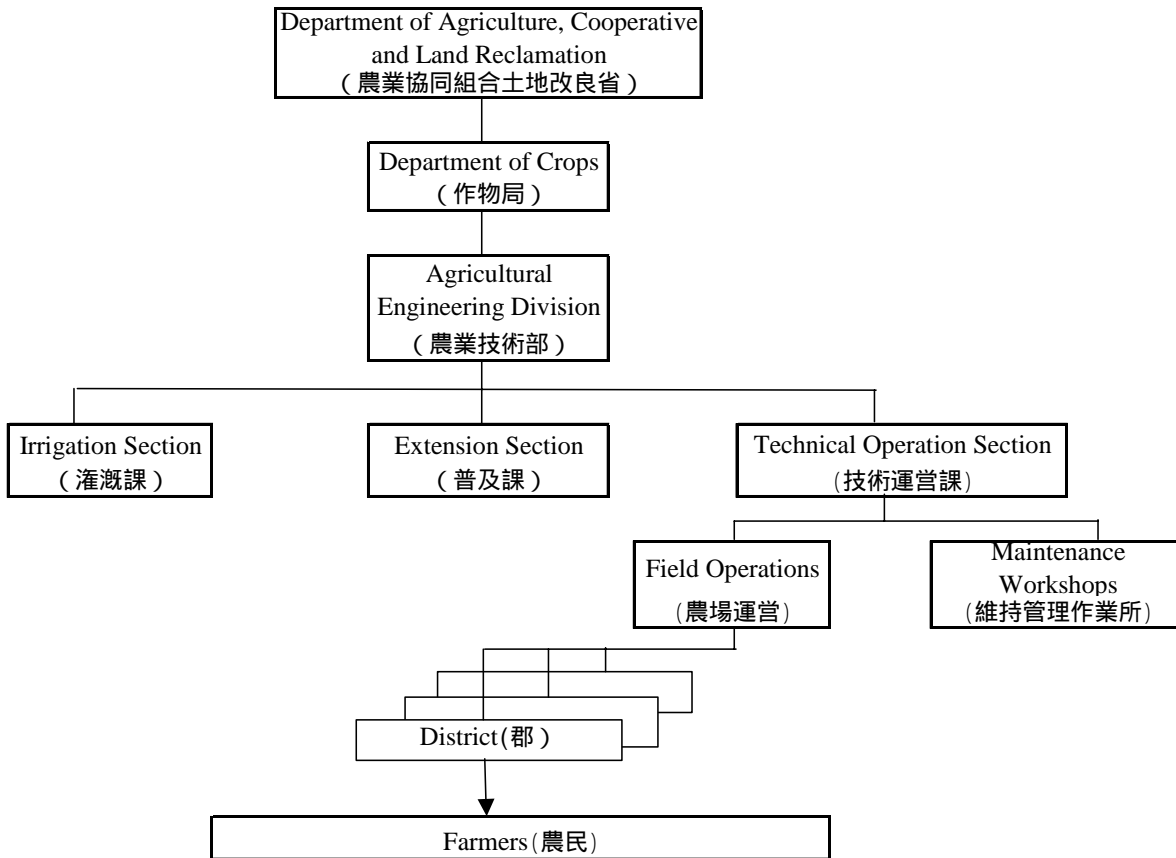 Department of Agriculture, Cooperative
and Land Reclamation
(農業協同組合土地改良省)
Department of Crops
(作物局)
Agricultural
Engineering Division
(農業技術部)
Irrigation Section
(潅漑課)
Extension Section
(普及課)
Technical Operation Section
(技術運営課)
Field Operations
(農場運営)
Maintenance
Workshops
(維持管理作業所)
District(郡)
Farmers(農民)